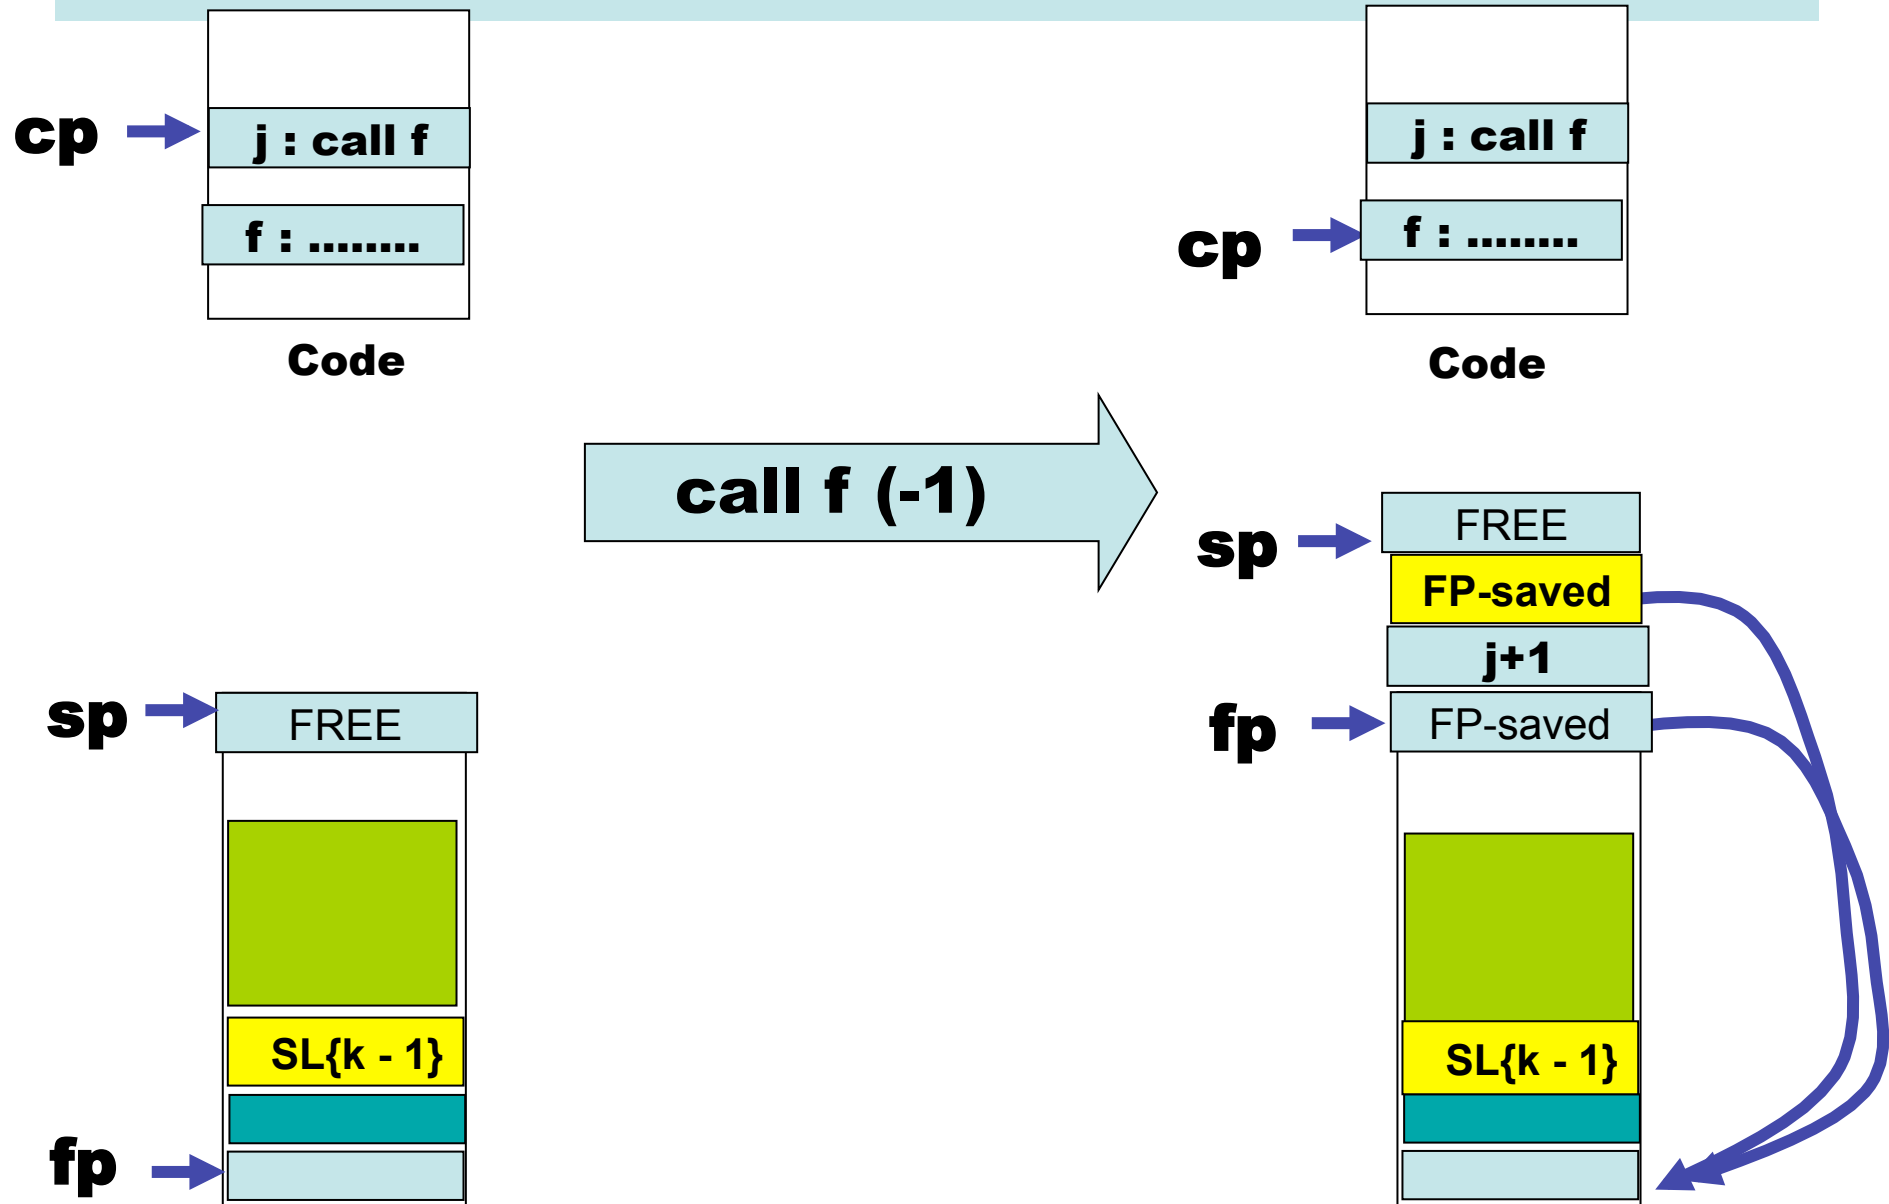 cp
j : call f
f : ........
Code
j : call f
cp
f : ........
Code
call f (-1)
sp
FREE
FP-saved
j+1
fp
FP-saved
sp
FREE
SL{k - 1}
fp
SL{k - 1}